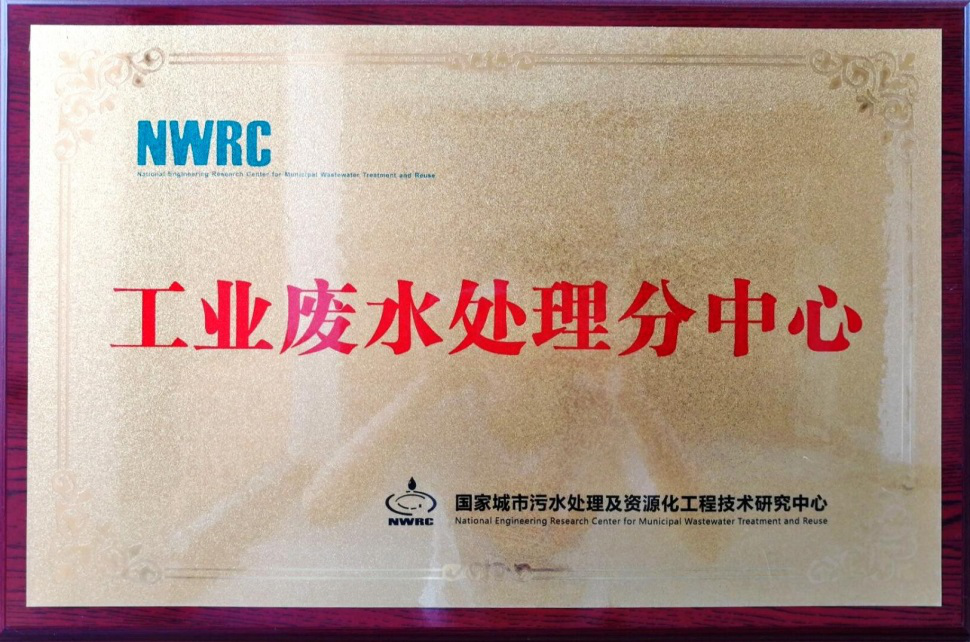 NWRC
National Engineering Research Center for Municipal Wastewater Treatment and Reuse
工业废水处理分中心
NWRC
国家城市污水处理及资源化工程技术研究中心
National Engineering Research Center for Municipal Wastewater Treatment and Reuse